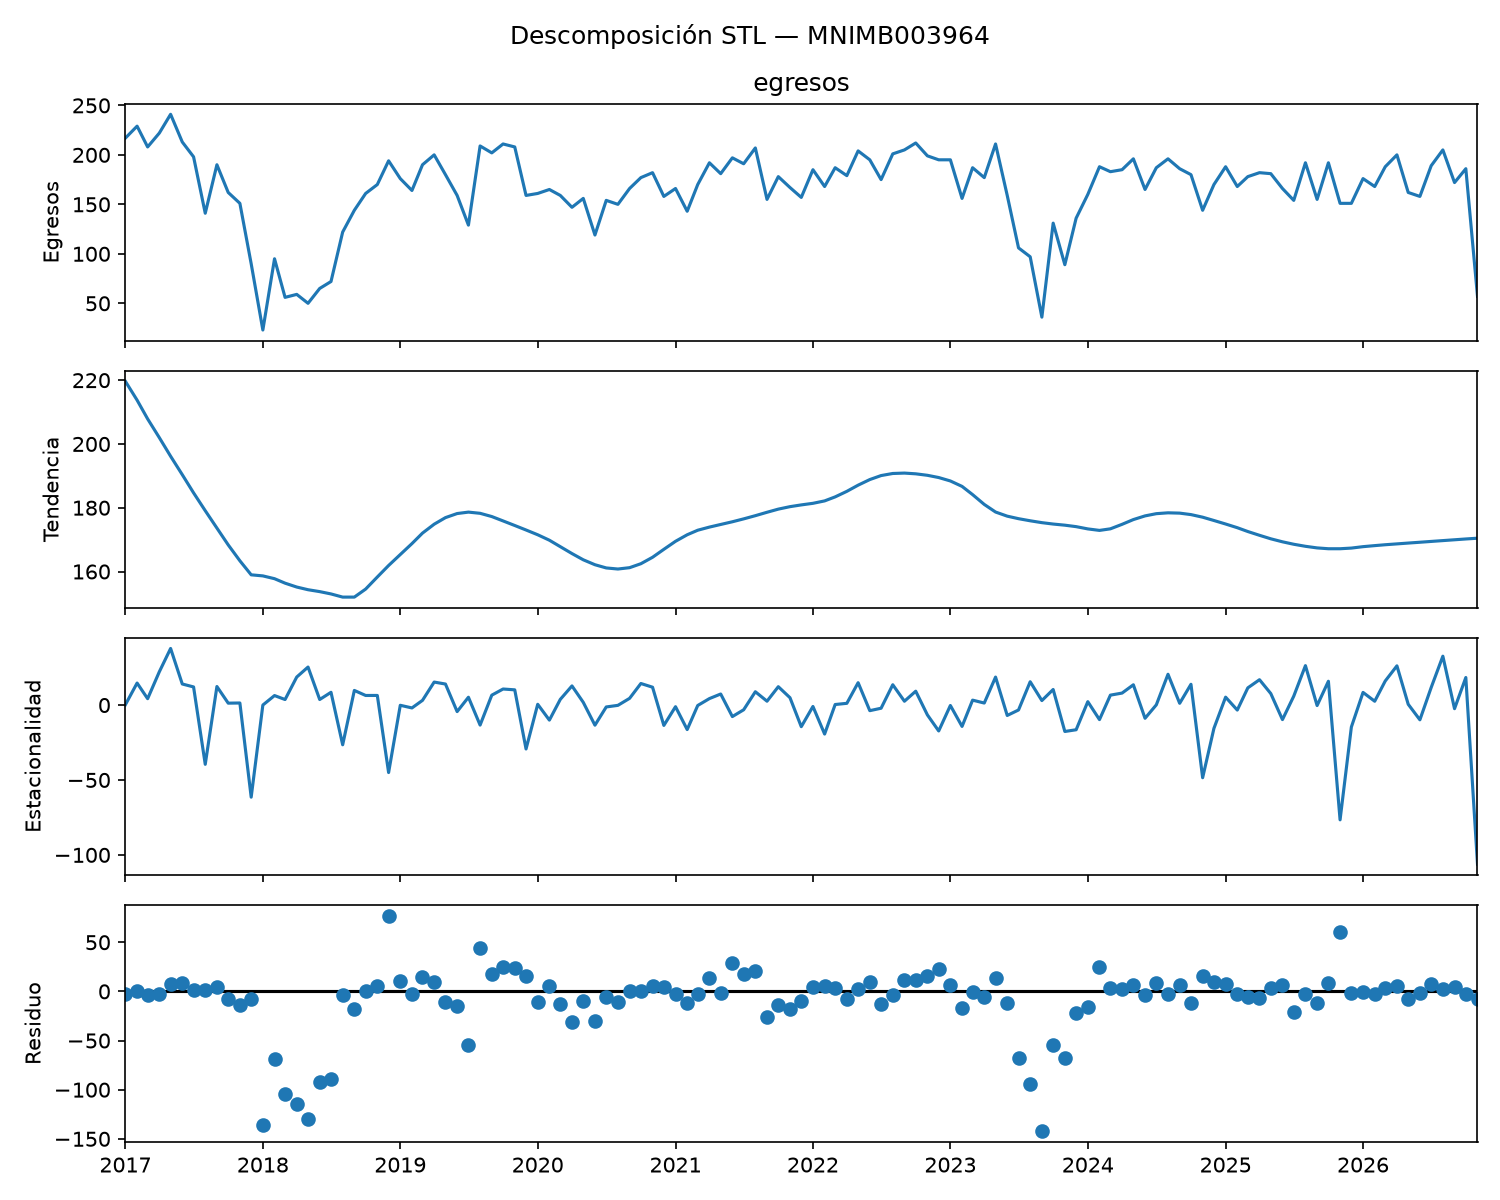 Descomposición STL — MNIMB003964
egresos
Egresos
250
200
150
100
50
Tendencia
220
200
180
160
Estacionalidad
0
−50
−100
Residuo
50
0
−50
−100
−150
2017 2018 2019 2020 2021 2022 2023 2024 2025 2026